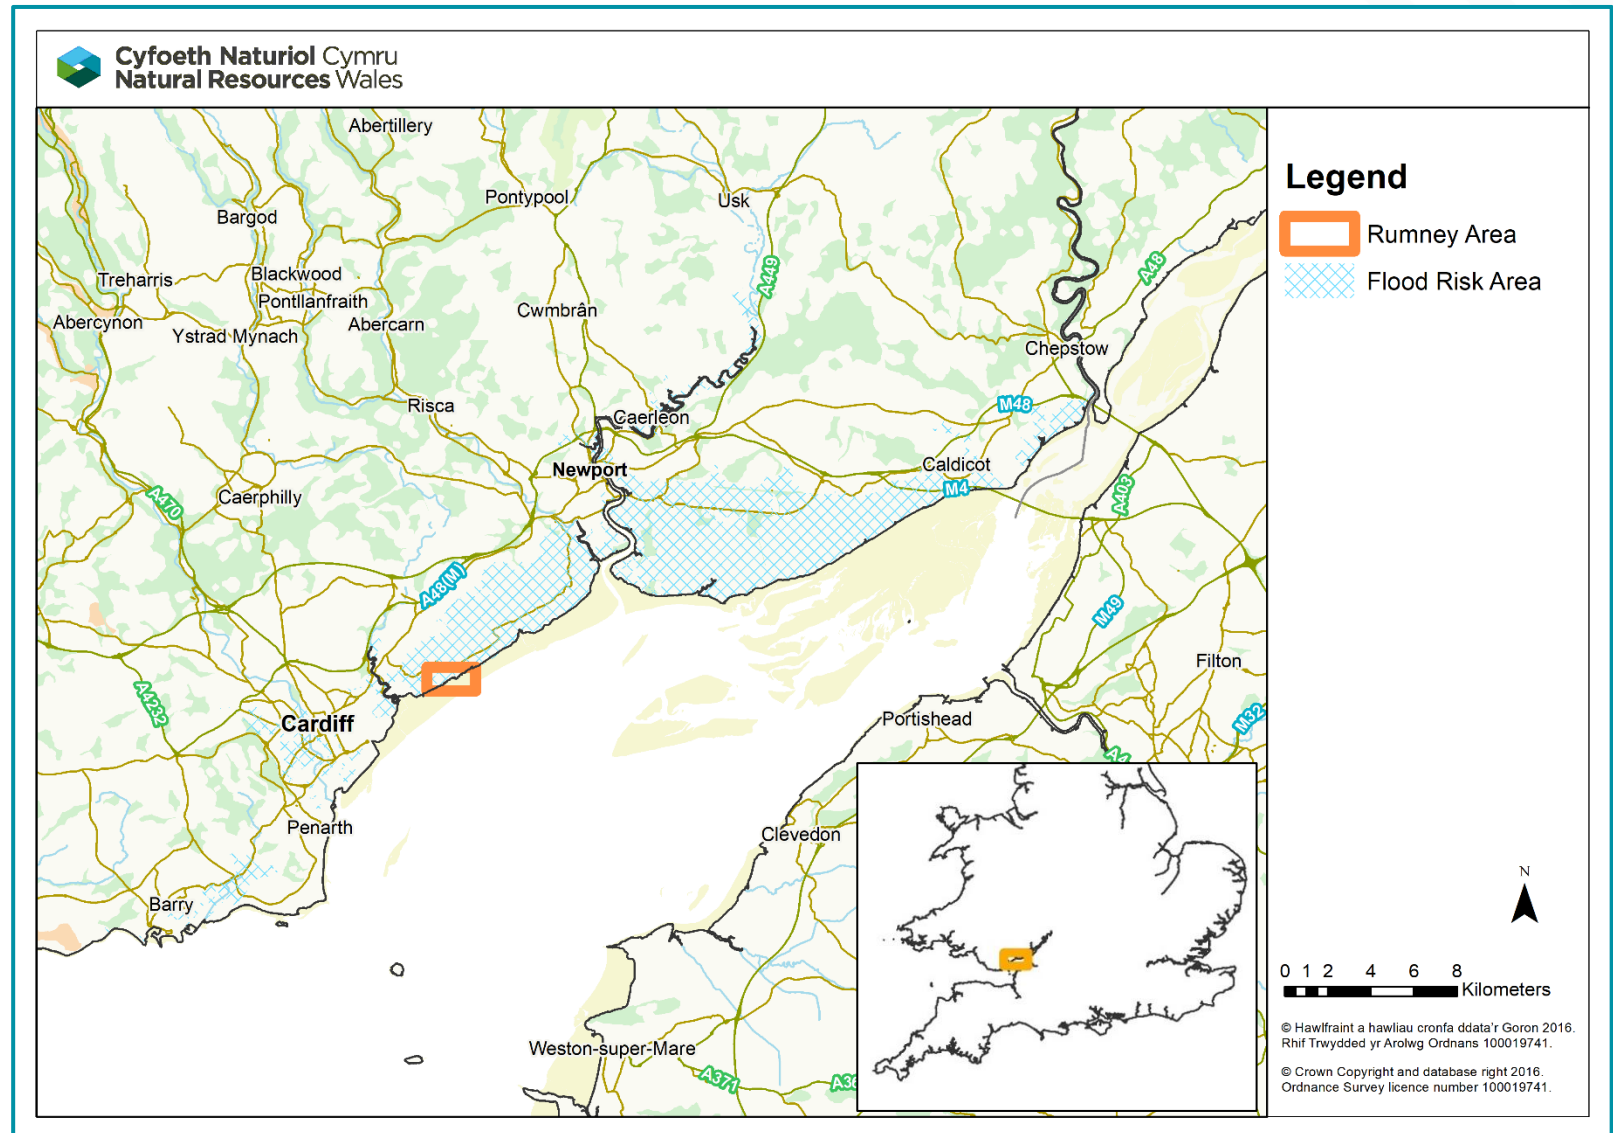 Cyfoeth Naturiol Cymru
Natural Resources Wales
Abertillery
Pontypool
Usk
Bargod
A449
A48
Treharris
Blackwood
Pontllanfraith
Cwmbrân
Abercynon
Ystrad Mynach
Abercarn
Chepstow
Risca
Caerleon
M48
Newport
Caldicot
M4
A403
A470
Caerphilly
A48(M)
M49
Filton
A4232
Cardiff
Portishead
M32
A4
Penarth
Clevedon
Barry
Weston-super-Mare
A371
A3
Legend
Rumney Area
Flood Risk Area
N
0 1 2 4 6 8
Kilometers
© Hawlfraint a hawliau cronfa ddata'r Goron 2016.
Rhif Trwydded yr Arolwg Ordnans 100019741.
© Crown Copyright and database right 2016.
Ordnance Survey licence number 100019741.